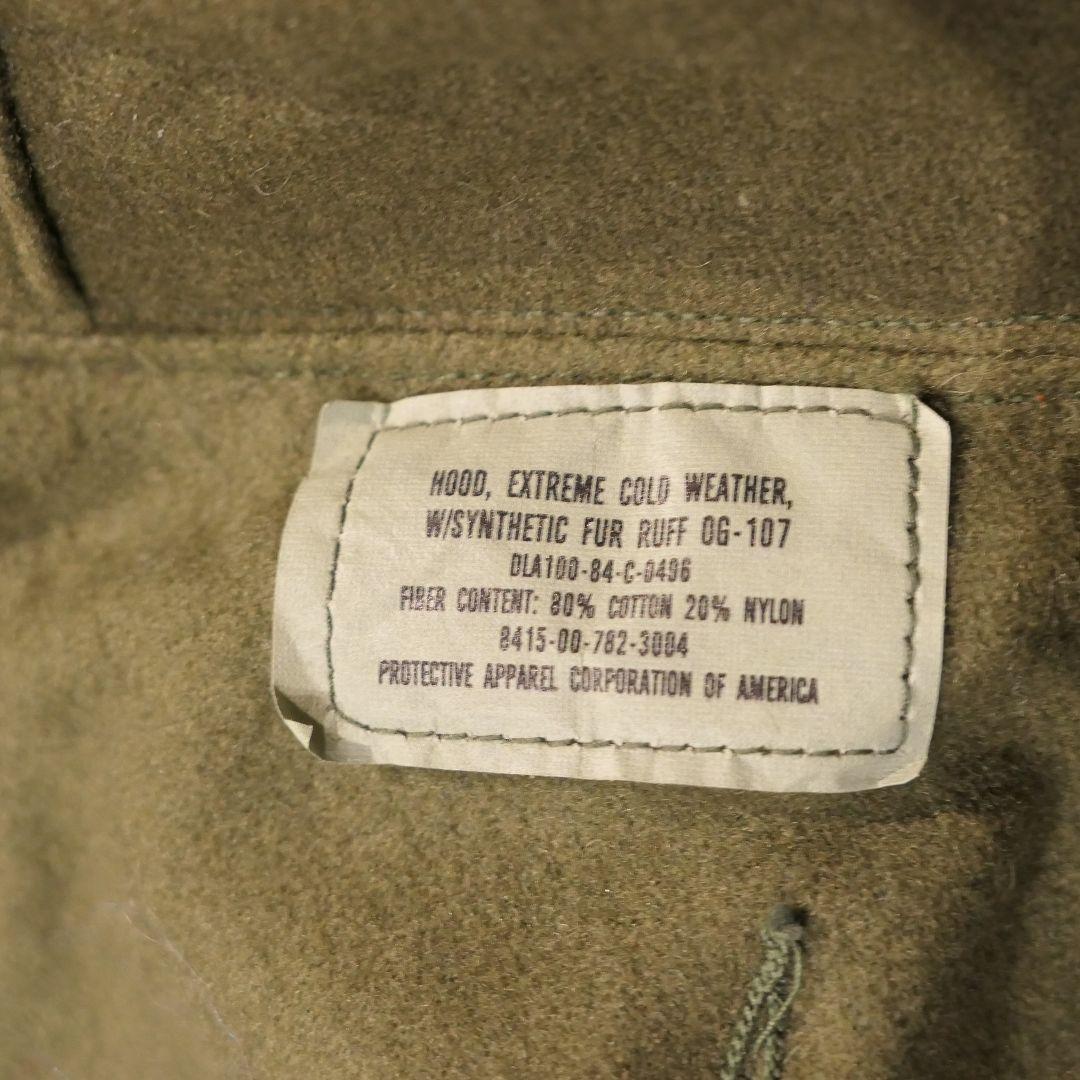 HOOD, EXTREME COLD WEATHER,
W/SYNTHETIC FUR RUFF OG-107
DLA100-84-C-0496
FIBER CONTENT: 80% COTTON 20% NYLON
8415-00-782-3004
PROTECTIVE APPAREL CORPORATION OF AMERICA